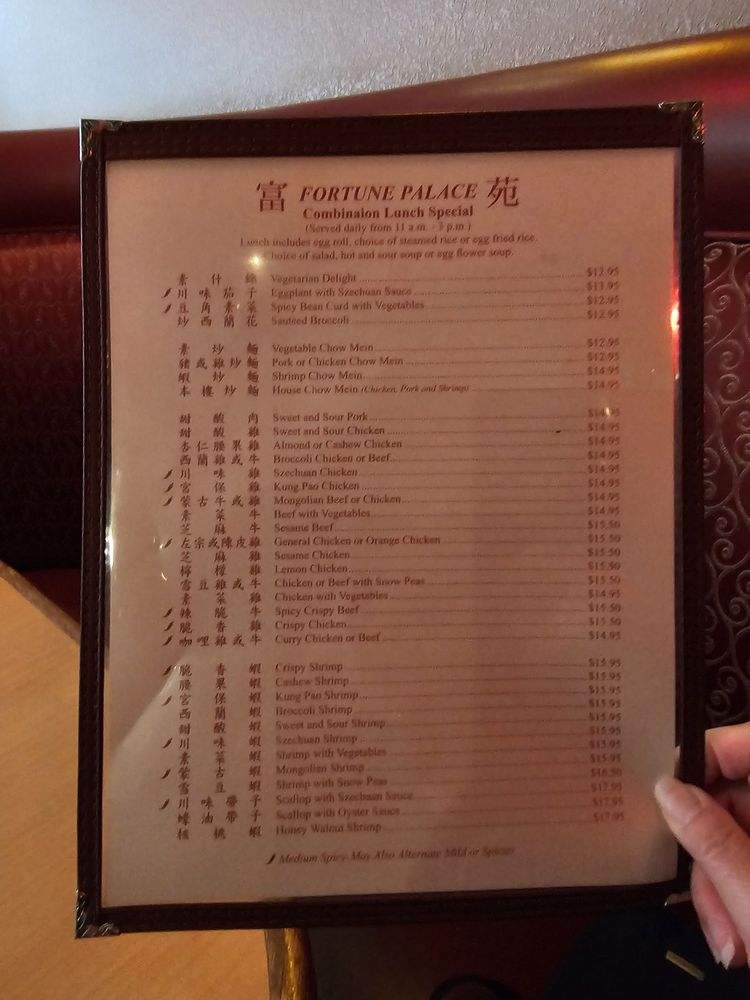 富 FORTUNE PALACE 苑
Combinaion Lunch Special
(Served daily from 11 a.m. - 3 p.m.)
Lunch includes egg roll, choice of steamed rice or egg fried rice.
Choice of salad, hot and sour soup or egg flower soup.
素什錦 Vegetarian Delight $12.95
川味茄子 Eggplant with Szechuan Sauce $13.95
豆角素菜 Spicy Bean Curd with Vegetables $12.95
炒西蘭花 Sauteed Broccoli $12.95
素炒麵 Vegetable Chow Mein $12.95
豬或雞炒麵 Pork or Chicken Chow Mein $12.95
蝦炒麵 Shrimp Chow Mein $14.95
本樓炒麵 House Chow Mein (Chicken, Pork and Shrimp) $14.95
甜酸肉 Sweet and Sour Pork
甜酸雞 Sweet and Sour Chicken $14.95
杏仁腰果雞 Almond or Cashew Chicken $14.95
西蘭雞或牛 Broccoli Chicken or Beef $14.95
川味雞 Szechuan Chicken $14.95
宮保雞 Kung Pao Chicken $14.95
蒙古牛或雞 Mongolian Beef or Chicken $14.95
素菜牛 Beef with Vegetables $14.95
芝麻牛 Sesame Beef $15.50
左宗或陳皮雞 General Chicken or Orange Chicken $15.50
芝麻雞 Sesame Chicken $15.50
檸檬雞 Lemon Chicken $15.50
雪豆雞或牛 Chicken or Beef with Snow Peas $15.50
素菜雞 Chicken with Vegetables $14.95
辣脆牛 Spicy Crispy Beef $15.50
脆香雞 Crispy Chicken $15.50
咖哩雞或牛 Curry Chicken or Beef $14.95
脆香蝦 Crispy Shrimp $15.95
腰果蝦 Cashew Shrimp $15.95
宮保蝦 Kung Pao Shrimp $15.95
西蘭蝦 Broccoli Shrimp $15.95
甜酸蝦 Sweet and Sour Shrimp $15.95
川味蝦 Szechuan Shrimp $15.95
素菜蝦 Shrimp with Vegetables $15.95
蒙古蝦 Mongolian Shrimp $15.95
雪豆蝦 Shrimp with Snow Peas $16.50
川味帶子 Scallop with Szechuan Sauce $17.95
蠔油帶子 Scallop with Oyster Sauce $17.95
核桃蝦 Honey Walnut Shrimp $17.95
Medium Spicy May Also Alternate Mild or Spicier